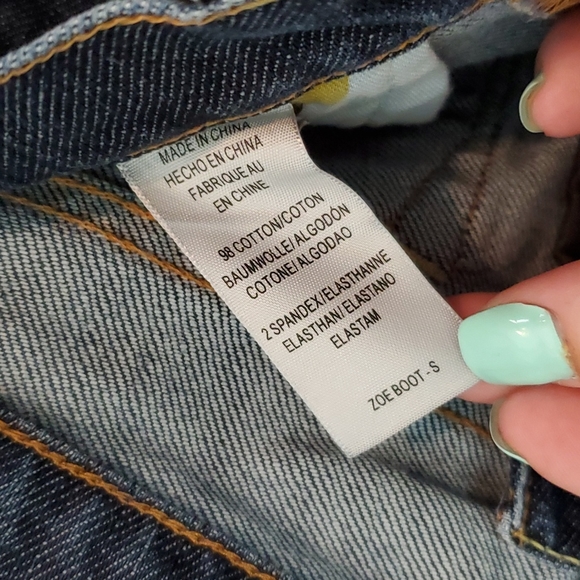 MADE IN CHINA
HECHO EN CHINA
FABRIQUE AU
EN CHINE
98 COTTON/COTON
BAUMWOLLE/ALGODÓN
COTONE/ALGODAO
2 SPANDEX/ELASTHANNE
ELASTHAN/ ELASTANO
ELASTAM
ZOE BOOT - S